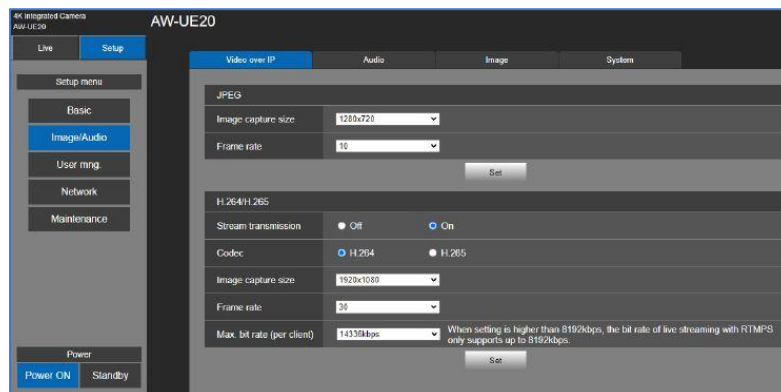 4K Integrated Camera
AW-UE20
AW-UE20
Live
Setup
Setup menu
Basic
Image/Audio
User mng.
Network
Maintenance
Power
Power ON
Standby
Video over IP
Audio
Image
System
JPEG
Image capture size
1280x720
Frame rate
10
Set
H.264/H.265
Stream transmission
Off
On
Codec
H.264
H.265
Image capture size
1920x1080
Frame rate
30
Max. bit rate (per client)
14336kbps
When setting is higher than 8192kbps, the bit rate of live streaming with RTMPS
only supports up to 8192kbps.
Set